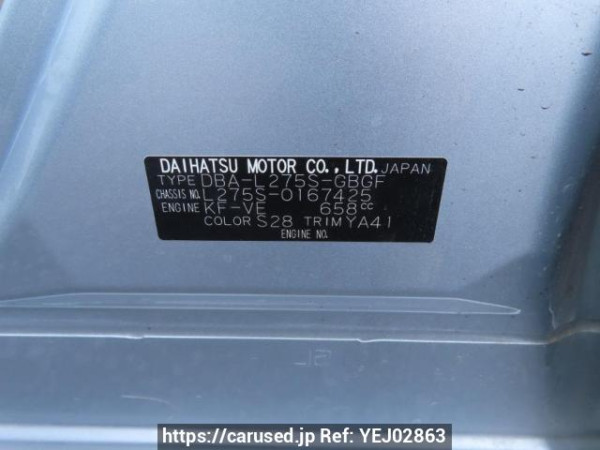 DAIHATSU MOTOR CO., LTD. JAPAN
TYPE DBA-L275S-GBGF
CHASSIS NO. L275S-0167425
ENGINE KF-VE 658cc
COLOR S28 TRIM YA41
ENGINE NO.
https://carused.jp Ref: YEJ02863